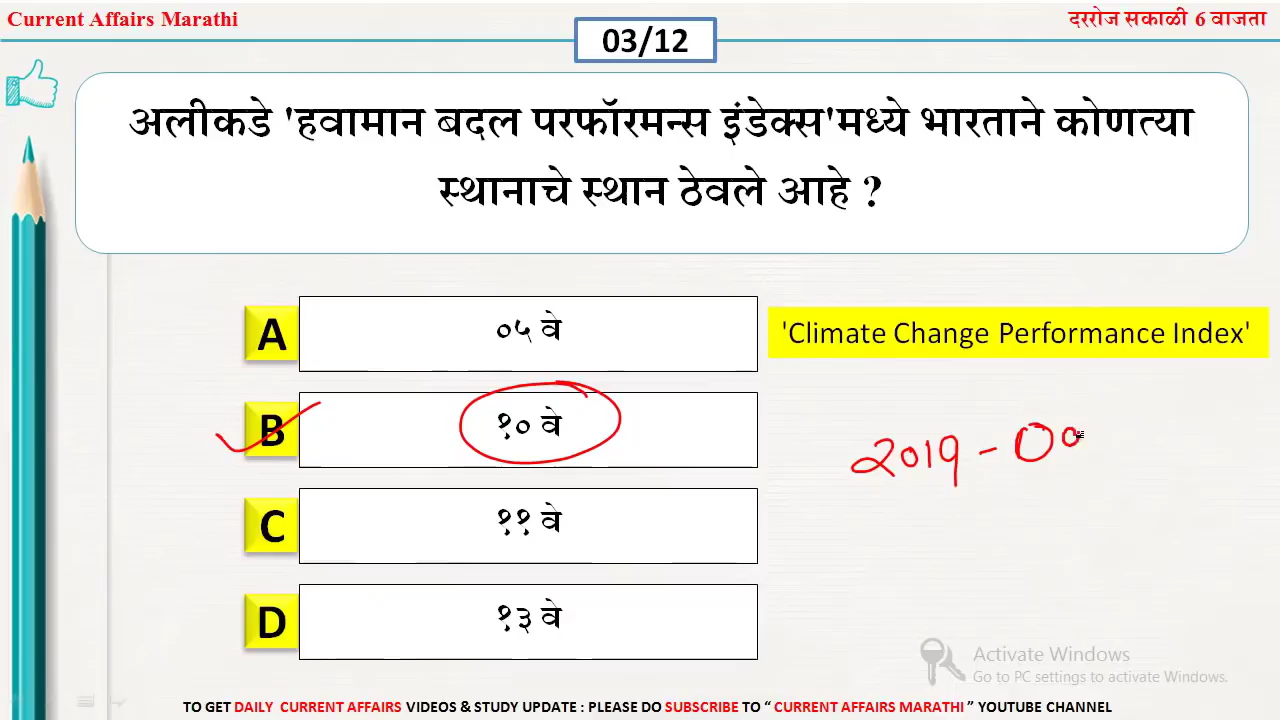 Current Affairs Marathi
दररोज सकाळी 6 वाजता
03/12
अलीकडे 'हवामान बदल परफॉरमन्स इंडेक्स'मध्ये भारताने कोणत्या
स्थानाचे स्थान ठेवले आहे ?
A ०५ वे
'Climate Change Performance Index'
B १० वे
2019 - 00
C ११ वे
D १३ वे
Activate Windows
Go to PC settings to activate Windows.
TO GET DAILY CURRENT AFFAIRS VIDEOS & STUDY UPDATE : PLEASE DO SUBSCRIBE TO “ CURRENT AFFAIRS MARATHI ” YOUTUBE CHANNEL